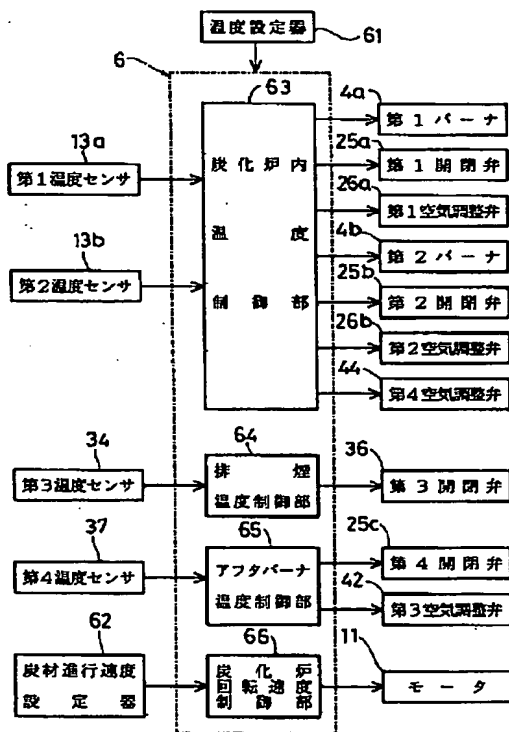 温度設定器
61
6
63
4a
第1バーナ
13a
25a
第1温度センサ
炭化炉内
第1開閉弁
26a
第1空気調整弁
温度
4b
13b
第2バーナ
第2温度センサ
25b
制御部
第2開閉弁
26b
第2空気調整弁
44
第4空気調整弁
34
64
36
第3温度センサ
排煙
温度制御部
第3開閉弁
37
65
25c
第4温度センサ
アフタバーナ
温度制御部
第4開閉弁
42
第3空気調整弁
62
66
11
炭材進行速度
設定器
炭化炉
回転速度
制御部
モータ